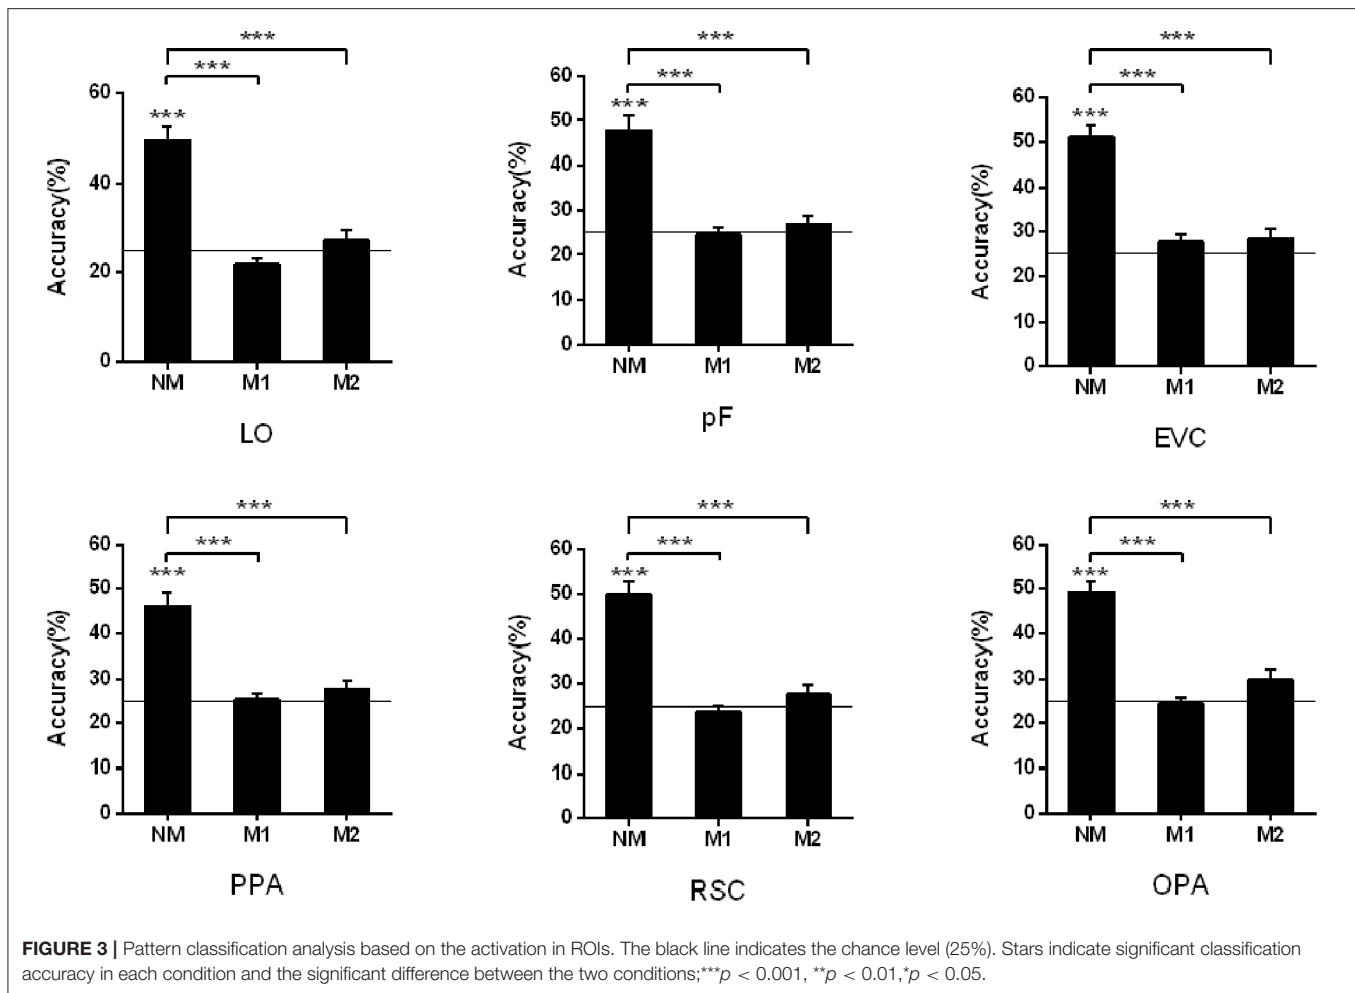 ***
***
60
***
40
20
0
Accuracy(%)
NM M1 M2
LO
***
***
60
***
50
40
30
20
10
0
Accuracy(%)
NM M1 M2
pF
***
***
60
***
50
40
30
20
10
0
Accuracy(%)
NM M1 M2
EVC
***
***
60
***
50
40
30
20
10
0
Accuracy(%)
NM M1 M2
PPA
***
***
60
***
50
40
30
20
10
0
Accuracy(%)
NM M1 M2
RSC
***
***
60
***
50
40
30
20
10
0
Accuracy(%)
NM M1 M2
OPA
FIGURE 3 | Pattern classification analysis based on the activation in ROIs. The black line indicates the chance level (25%). Stars indicate significant classification
accuracy in each condition and the significant difference between the two conditions;***p < 0.001, **p < 0.01,*p < 0.05.